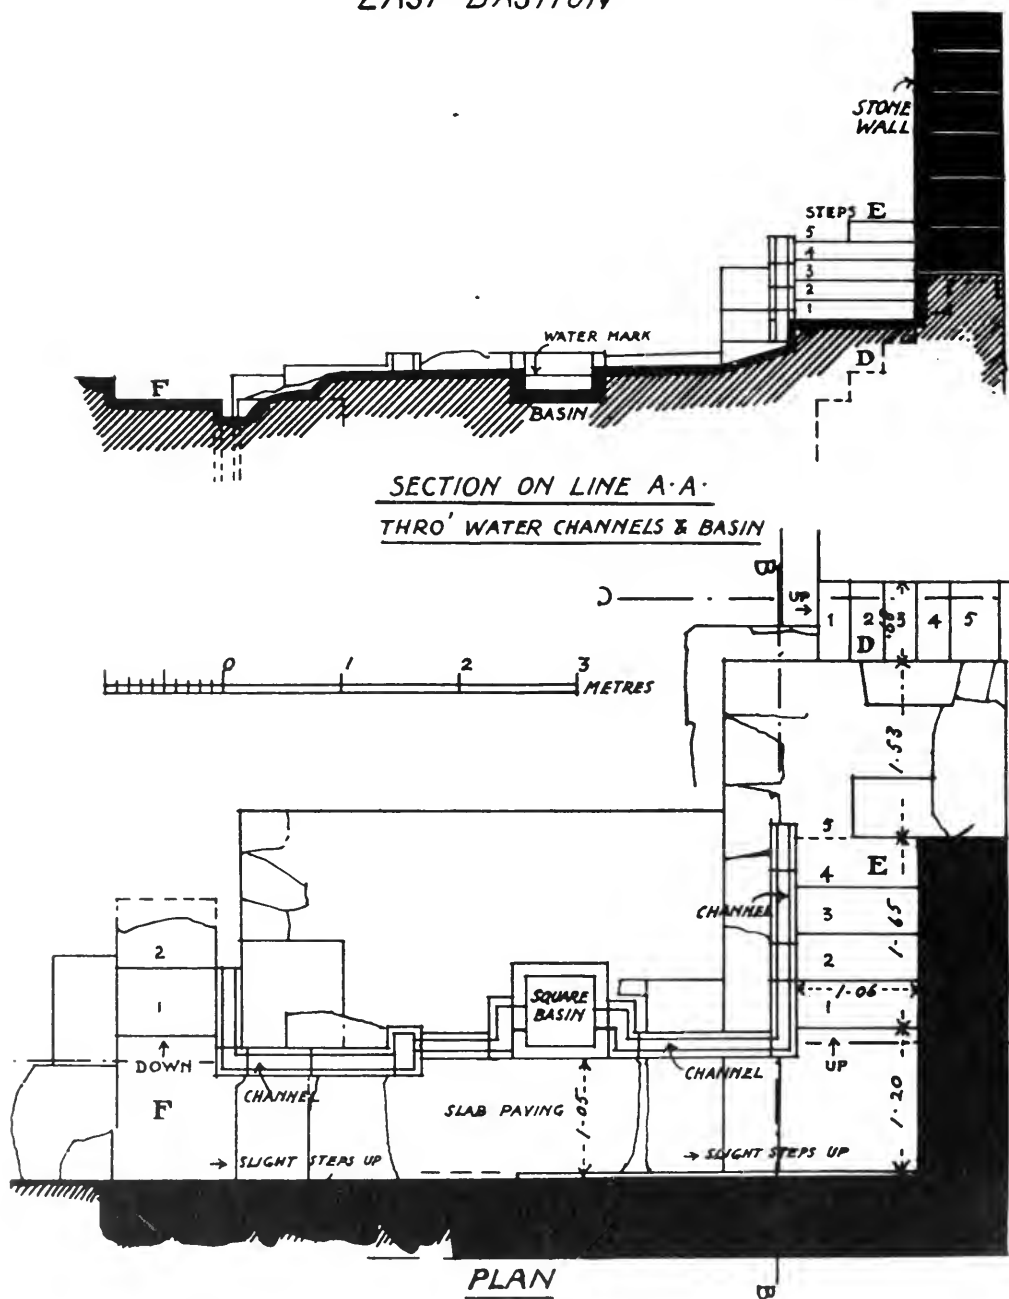 EAST BASTION
STONE
WALL
STEPS E
5
4
3
2
1
WATER MARK
F
D
BASIN
SECTION ON LINE A·A·
THRO' WATER CHANNELS & BASIN
B
UP
1 2 3 4 5
D
0 1 2 3
METRES
1·53
5
4 E
CHANNEL
3
1·65
2
2
SQUARE
BASIN
1·06
1
1
DOWN
UP
CHANNEL
CHANNEL
F
SLAB PAVING
1·05
1·20
SLIGHT STEPS UP
SLIGHT STEPS UP
PLAN
B